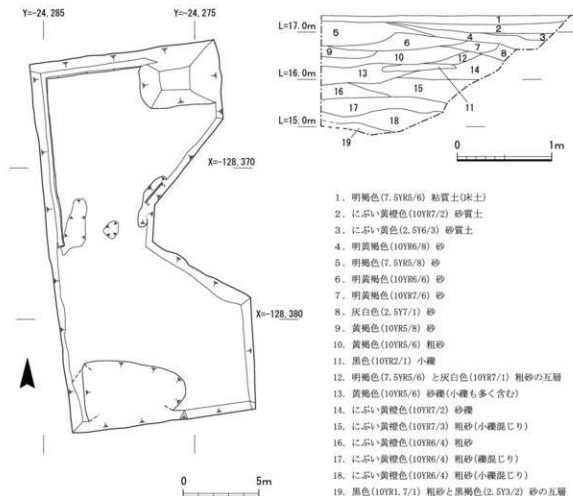 Y=-24,285
Y=-24,275
X=-128,370
X=-128,380
0
5m
L=17.0m
L=16.0m
L=15.0m
1
2
3
4
5
6
7
8
9
10
12
13
14
11
16
15
17
18
19
0
1m
1. 明褐色(7.5YR5/6) 粘質土(床土)
2. にぶい黄橙色(10YR7/2) 砂質土
3. にぶい黄色(2.5Y6/3) 砂質土
4. 明黄褐色(10YR6/8) 砂
5. 明褐色(7.5YR5/8) 砂
6. 明黄褐色(10YR6/6) 砂
7. 明黄褐色(10YR7/6) 砂
8. 灰白色(2.5Y7/1) 砂
9. 黄褐色(10YR5/8) 砂
10. 黄褐色(10YR5/6) 粗砂
11. 黒色(10YR2/1) 小礫
12. 明褐色(7.5YR5/6) と灰白色(10YR7/1) 粗砂の互層
13. 黄褐色(10YR5/6) 砂礫(小礫も多く含む)
14. にぶい黄橙色(10YR7/2) 砂礫
15. にぶい黄橙色(10YR7/3) 粗砂(小礫混じり)
16. にぶい黄橙色(10YR6/4) 粗砂
17. にぶい黄橙色(10YR6/4) 粗砂(礫混じり)
18. にぶい黄橙色(10YR6/4) 粗砂(小礫混じり)
19. 黒色(10YR1.7/1) 粗砂と黒褐色(2.5Y3/2) 砂の互層